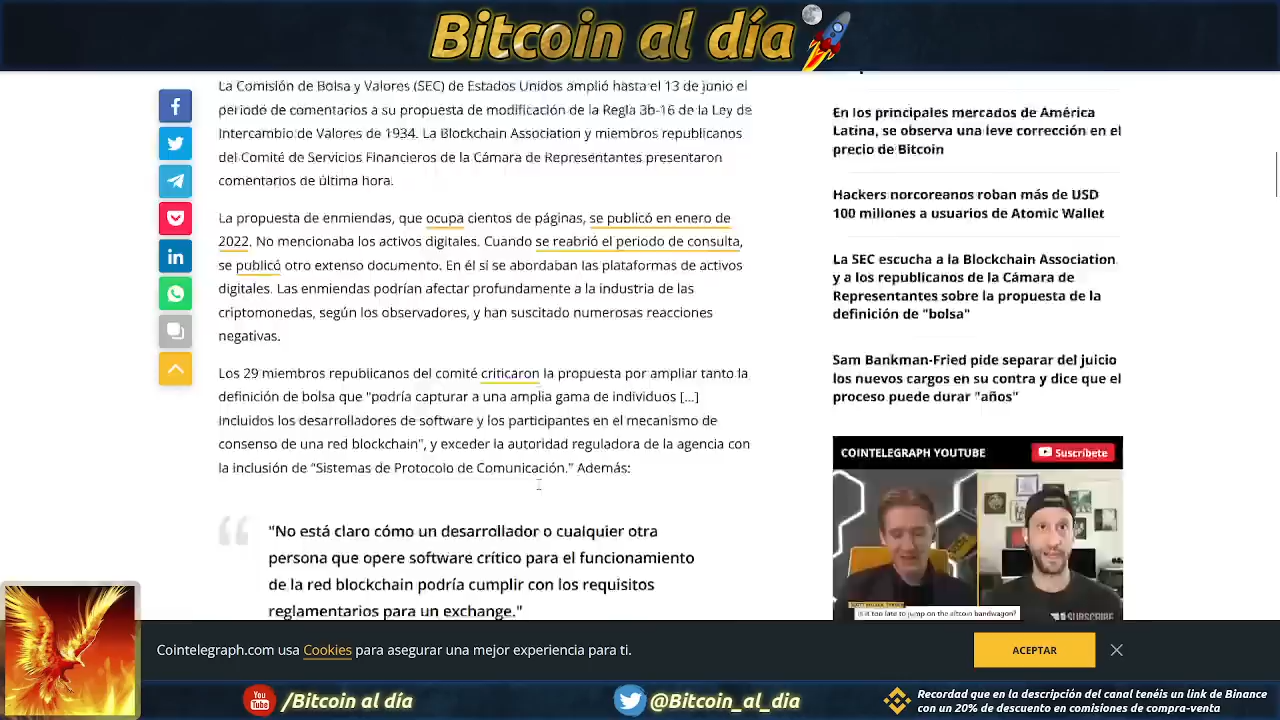 Bitcoin al día
La Comisión de Bolsa y Valores (SEC) de Estados Unidos amplió hasta el 13 de junio el
periodo de comentarios a su propuesta de modificación de la Regla 3b-16 de la Ley de
Intercambio de Valores de 1934. La Blockchain Association y miembros republicanos
del Comité de Servicios Financieros de la Cámara de Representantes presentaron
comentarios de última hora.
La propuesta de enmiendas, que ocupa cientos de páginas, se publicó en enero de
2022. No mencionaba los activos digitales. Cuando se reabrió el periodo de consulta,
se publicó otro extenso documento. En él sí se abordaban las plataformas de activos
digitales. Las enmiendas podrían afectar profundamente a la industria de las
criptomonedas, según los observadores, y han suscitado numerosas reacciones
negativas.
Los 29 miembros republicanos del comité criticaron la propuesta por ampliar tanto la
definición de bolsa que "podría capturar a una amplia gama de individuos [...]
incluidos los desarrolladores de software y los participantes en el mecanismo de
consenso de una red blockchain", y exceder la autoridad reguladora de la agencia con
la inclusión de “Sistemas de Protocolo de Comunicación.” Además:
"No está claro cómo un desarrollador o cualquier otra
persona que opere software crítico para el funcionamiento
de la red blockchain podría cumplir con los requisitos
reglamentarios para un exchange."
En los principales mercados de América
Latina, se observa una leve corrección en el
precio de Bitcoin
Hackers norcoreanos roban más de USD
100 millones a usuarios de Atomic Wallet
La SEC escucha a la Blockchain Association
y a los republicanos de la Cámara de
Representantes sobre la propuesta de la
definición de "bolsa"
Sam Bankman-Fried pide separar del juicio
los nuevos cargos en su contra y dice que el
proceso puede durar "años"
COINTELEGRAPH YOUTUBE
Suscríbete
Is it too late to jump on the altcoin bandwagon?
SUBSCRIBE
Cointelegraph.com usa Cookies para asegurar una mejor experiencia para ti.
ACEPTAR
You Tube
/Bitcoin al día
@Bitcoin_al_dia
Recordad que en la descripción del canal tenéis un link de Binance
con un 20% de descuento en comisiones de compra-venta